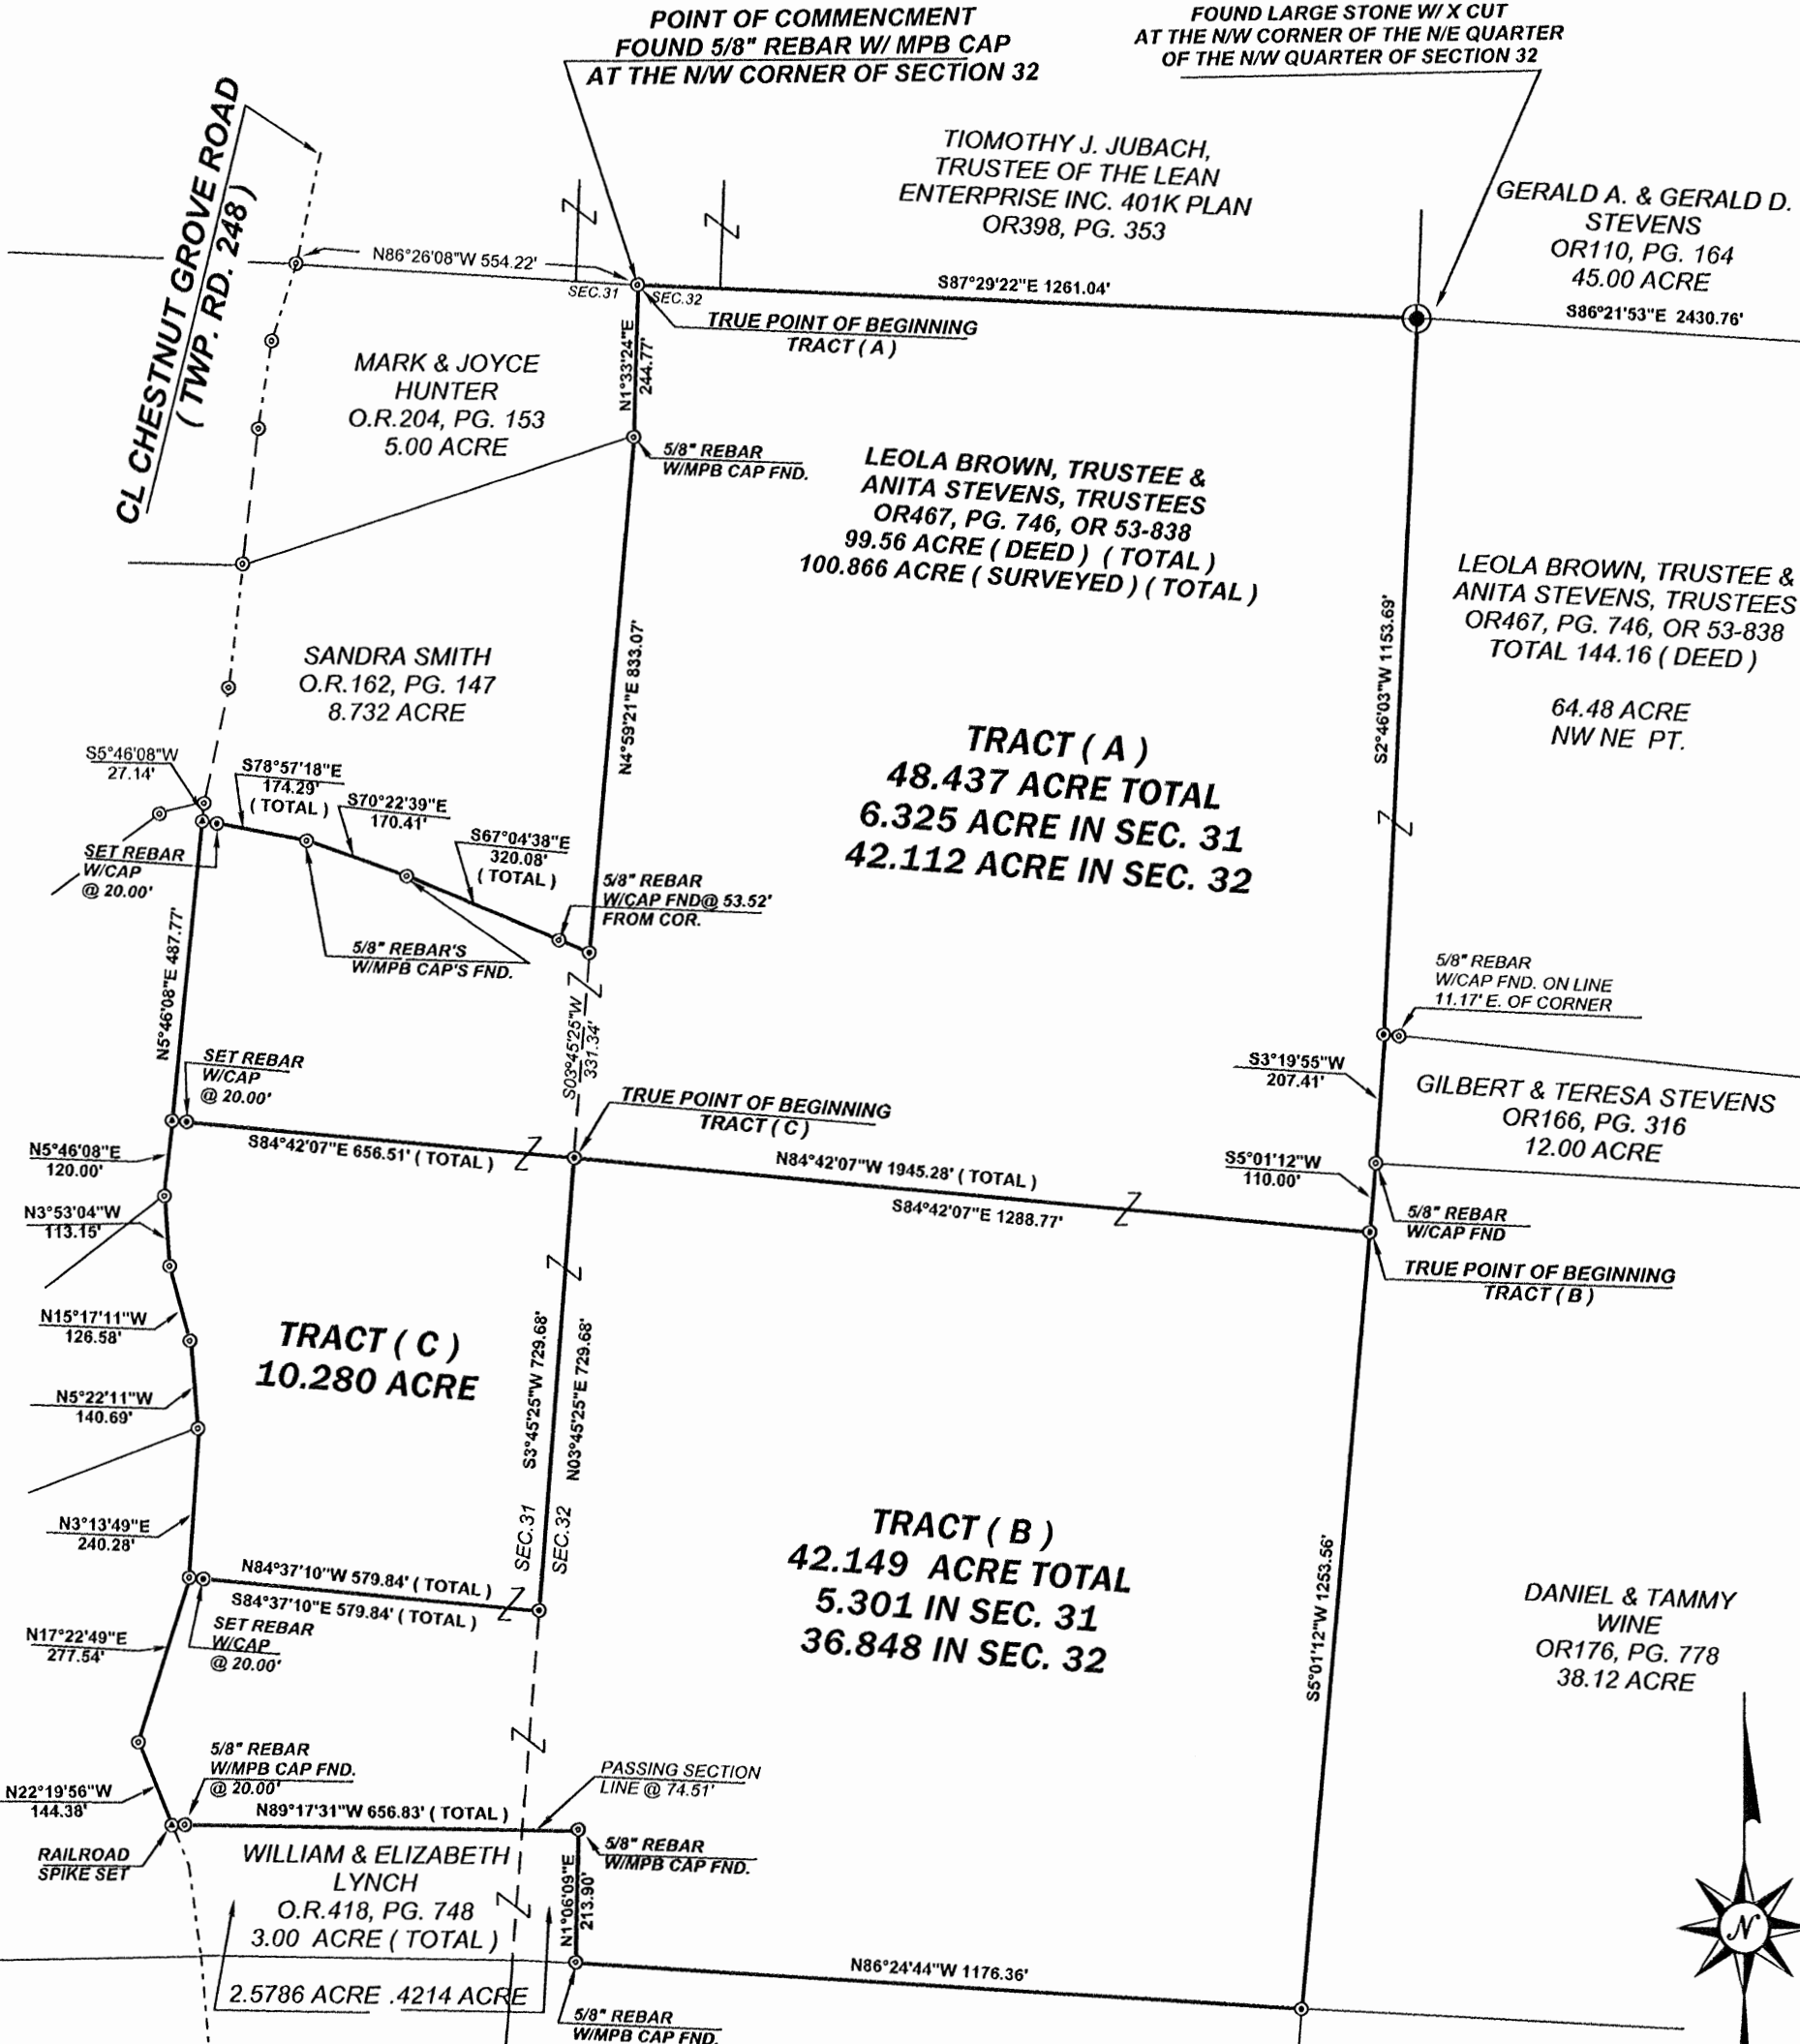 POINT OF COMMENCMENT
FOUND 5/8" REBAR W/ MPB CAP
AT THE N/W CORNER OF SECTION 32
FOUND LARGE STONE W/ X CUT
AT THE N/W CORNER OF THE N/E QUARTER
OF THE N/W QUARTER OF SECTION 32
CL CHESTNUT GROVE ROAD
( TWP. RD. 248 )
TIOMOTHY J. JUBACH,
TRUSTEE OF THE LEAN
ENTERPRISE INC. 401K PLAN
OR398, PG. 353
GERALD A. & GERALD D.
STEVENS
OR110, PG. 164
45.00 ACRE
N86°26'08"W 554.22'
SEC.31
SEC.32
S87°29'22"E 1261.04'
S86°21'53"E 2430.76'
TRUE POINT OF BEGINNING
TRACT ( A )
N1°33'24"E
244.77'
MARK & JOYCE
HUNTER
O.R.204, PG. 153
5.00 ACRE
5/8" REBAR
W/MPB CAP FND.
LEOLA BROWN, TRUSTEE &
ANITA STEVENS, TRUSTEES
OR467, PG. 746, OR 53-838
99.56 ACRE ( DEED ) ( TOTAL )
100.866 ACRE ( SURVEYED ) ( TOTAL )
LEOLA BROWN, TRUSTEE &
ANITA STEVENS, TRUSTEES
OR467, PG. 746, OR 53-838
TOTAL 144.16 ( DEED )
64.48 ACRE
NW NE PT.
SANDRA SMITH
O.R.162, PG. 147
8.732 ACRE
N4°59'21"E 833.07'
S2°46'03"W 1153.69'
TRACT ( A )
48.437 ACRE TOTAL
6.325 ACRE IN SEC. 31
42.112 ACRE IN SEC. 32
S5°46'08"W
27.14'
S78°57'18"E
174.29'
( TOTAL )
S70°22'39"E
170.41'
S67°04'38"E
320.08'
( TOTAL )
SET REBAR
W/CAP
@ 20.00'
5/8" REBAR
W/CAP FND@ 53.52'
FROM COR.
5/8" REBAR'S
W/MPB CAP'S FND.
N5°46'08"E 487.77'
S03°45'25"W
331.34'
5/8" REBAR
W/CAP FND. ON LINE
11.17' E. OF CORNER
SET REBAR
W/CAP
@ 20.00'
S3°19'55"W
207.41'
GILBERT & TERESA STEVENS
OR166, PG. 316
12.00 ACRE
TRUE POINT OF BEGINNING
TRACT ( C )
N5°46'08"E
120.00'
S84°42'07"E 656.51' ( TOTAL )
N84°42'07"W 1945.28' ( TOTAL )
S84°42'07"E 1288.77'
S5°01'12"W
110.00'
5/8" REBAR
W/CAP FND
TRUE POINT OF BEGINNING
TRACT ( B )
N3°53'04"W
113.15'
N15°17'11"W
126.58'
TRACT ( C )
10.280 ACRE
N5°22'11"W
140.69'
S3°45'25"W 729.68'
N03°45'25"E 729.68'
SEC.31
SEC.32
N3°13'49"E
240.28'
TRACT ( B )
42.149 ACRE TOTAL
5.301 IN SEC. 31
36.848 IN SEC. 32
S5°01'12"W 1253.56'
N84°37'10"W 579.84' ( TOTAL )
S84°37'10"E 579.84' ( TOTAL )
SET REBAR
W/CAP
@ 20.00'
DANIEL & TAMMY
WINE
OR176, PG. 778
38.12 ACRE
N17°22'49"E
277.54'
5/8" REBAR
W/MPB CAP FND.
@ 20.00'
PASSING SECTION
LINE @ 74.51'
N22°19'56"W
144.38'
N89°17'31"W 656.83' ( TOTAL )
RAILROAD
SPIKE SET
WILLIAM & ELIZABETH
LYNCH
O.R.418, PG. 748
3.00 ACRE ( TOTAL )
5/8" REBAR
W/MPB CAP FND.
N1°06'09"E
213.90'
N86°24'44"W 1176.36'
2.5786 ACRE .4214 ACRE
5/8" REBAR
W/MPB CAP FND.
N